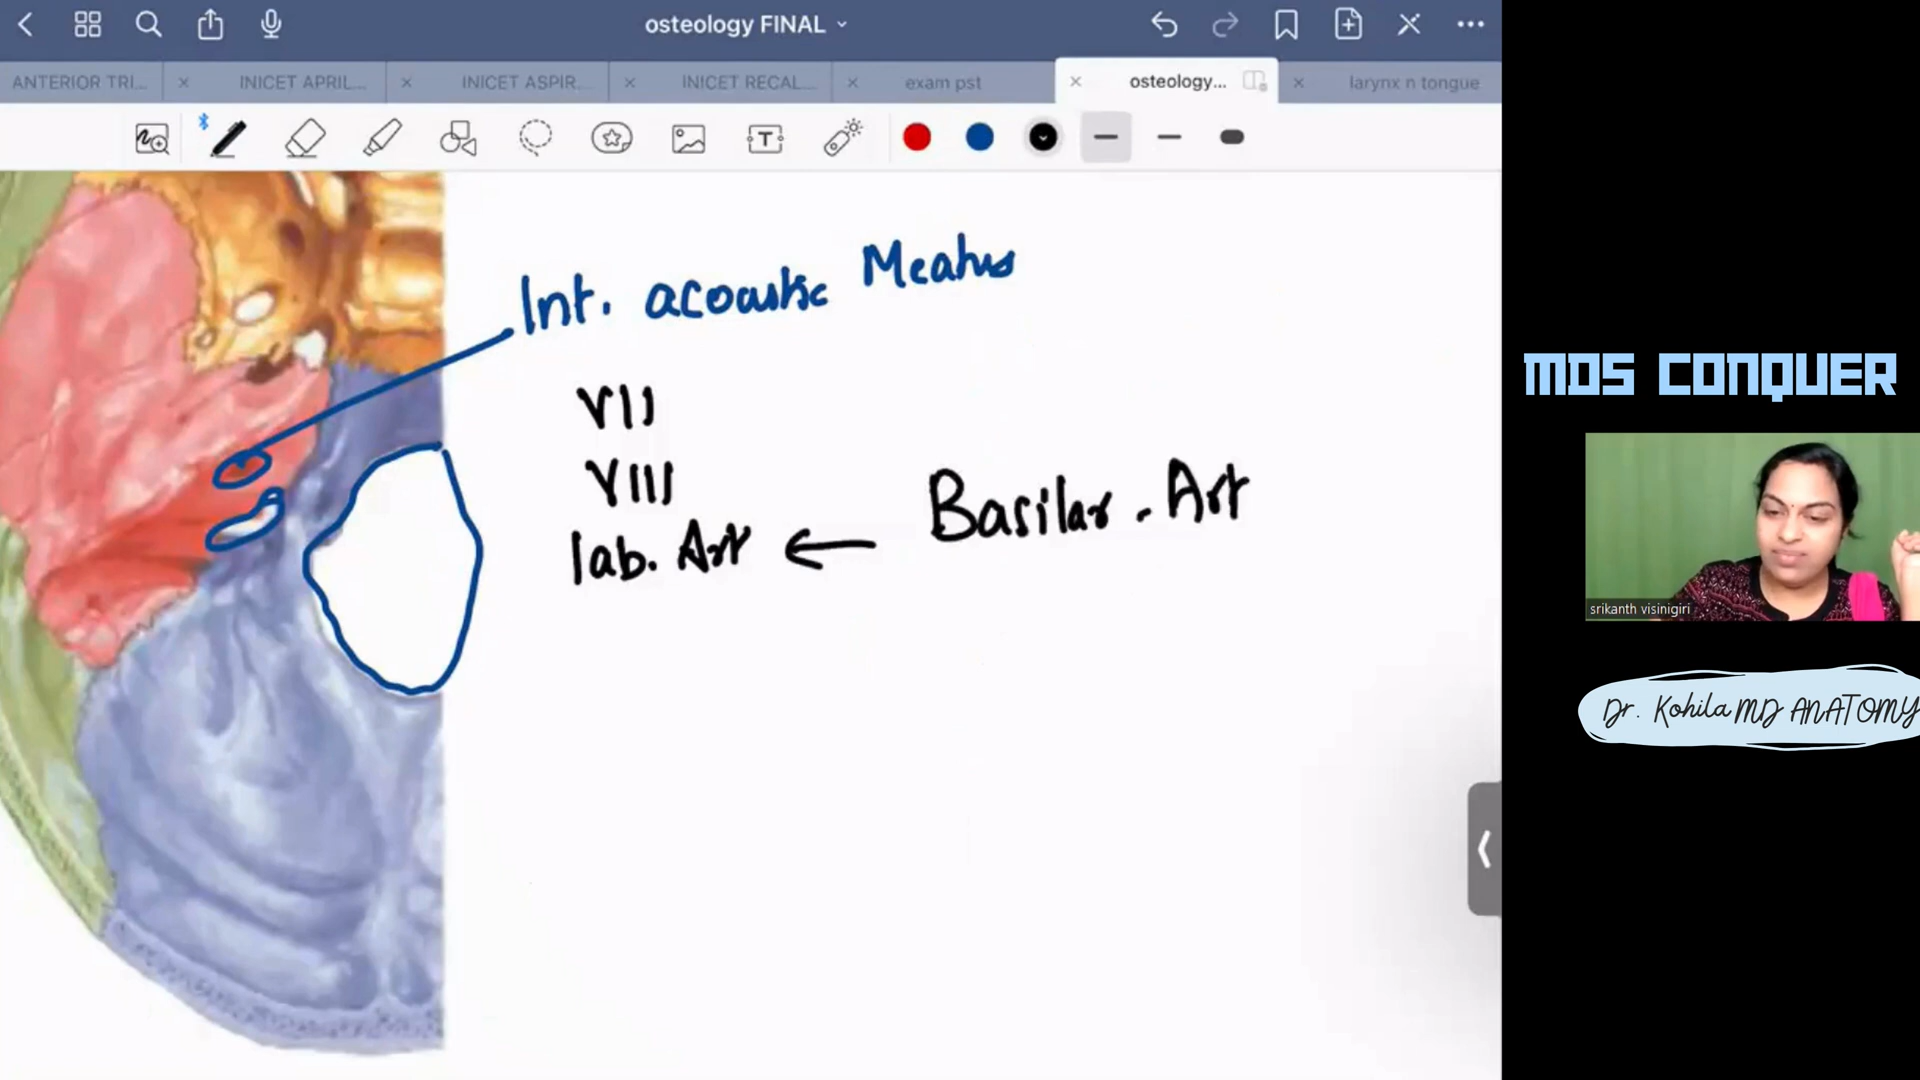 osteology FINAL
ANTERIOR TRI...
INICET APRIL...
INICET ASPIR...
INICET RECAL...
exam pst
osteology...
larynx n tongue
T
Int. acoustic Meatus
VII
VIII
lab. Art ← Basilar. Art
MDS CONQUER
srikanth visinigiri
Dr. Kohila MD ANATOMY